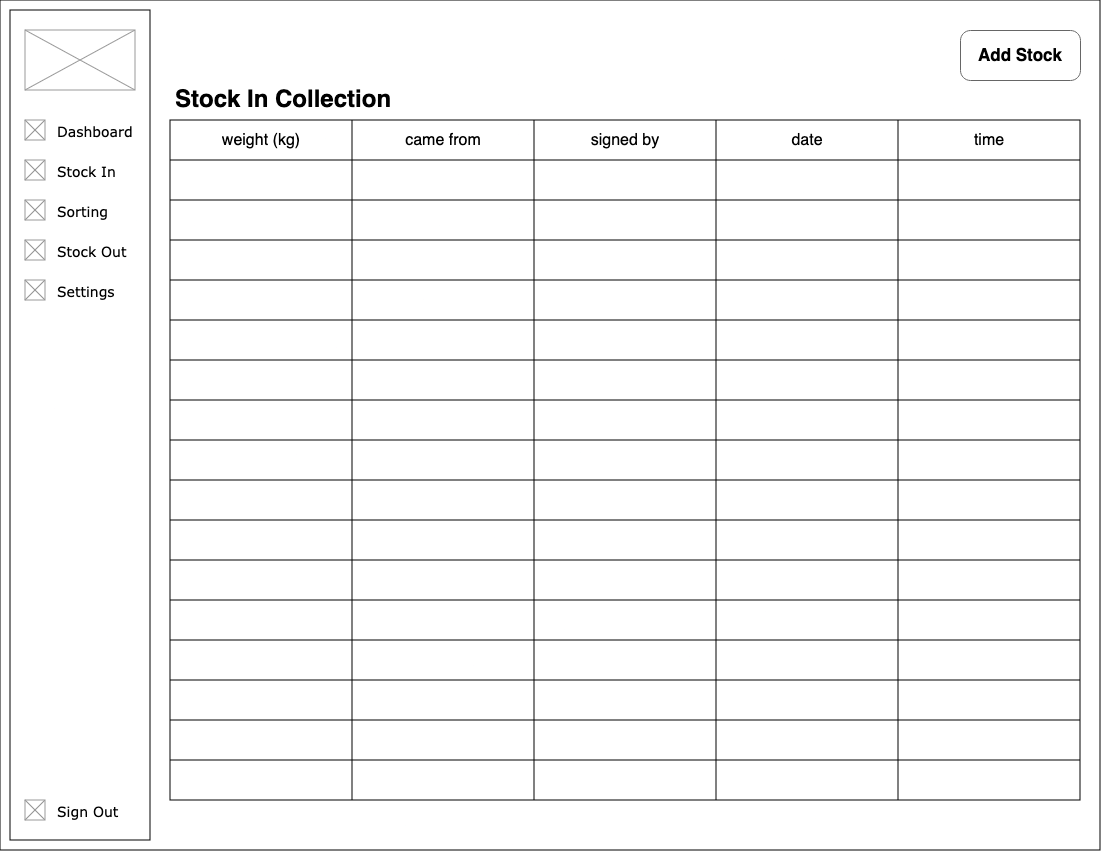 Add Stock
Stock In Collection
Dashboard
Stock In
Sorting
Stock Out
Settings
Sign Out
weight (kg) came from signed by date time